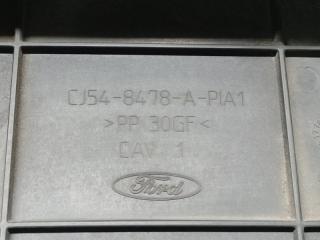 CJ54-8478-A-PIA1
>PP 30GF<
CAV 1
Ford